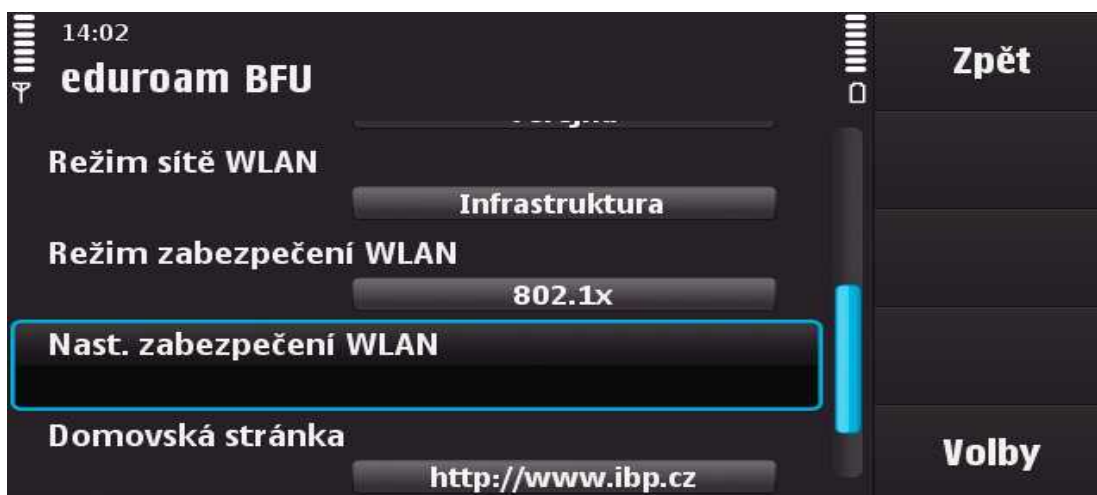 14:02
eduroam BFU
Zpět
Režim sítě WLAN
Infrastruktura
Režim zabezpečení WLAN
802.1x
Nast. zabezpečení WLAN
Domovská stránka
http://www.ibp.cz
Volby